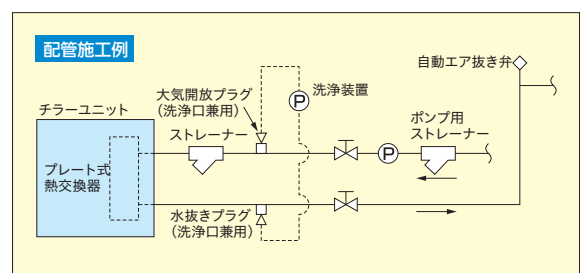 配管施工例
自動エア抜き弁
大気開放プラグ
(洗浄口兼用)
洗浄装置
P
チラーユニット
ストレーナー
ポンプ用
ストレーナー
P
プレート式
熱交換器
水抜きプラグ
(洗浄口兼用)